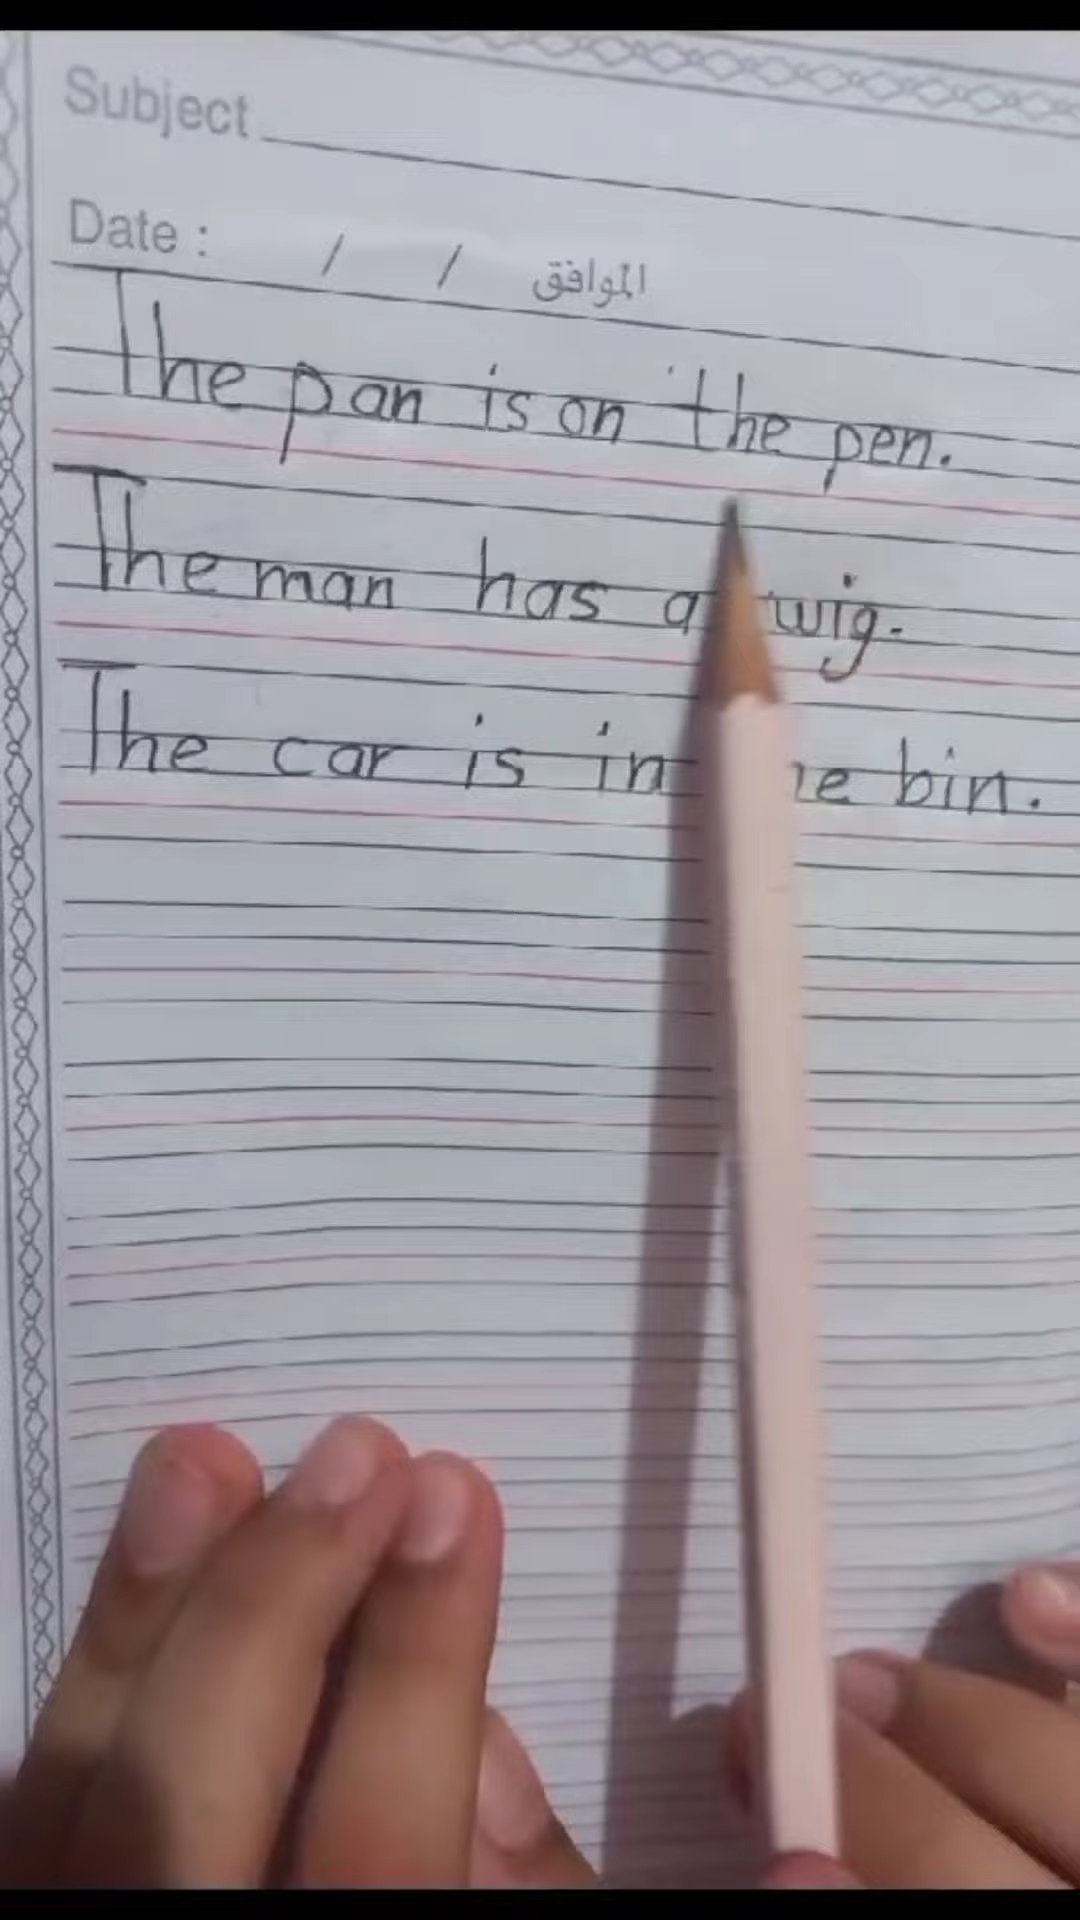 Subject
Date : / / الموافق
The pan is on the pen.
The man has a wig.
The car is in bin.